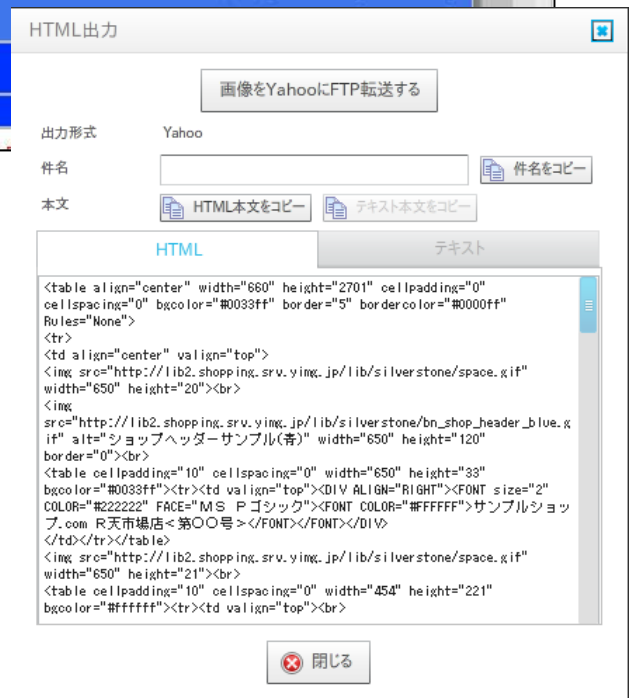 HTML出力
画像をYahooにFTP転送する
出力形式 Yahoo
件名 件名をコピー
本文 HTML本文をコピー テキスト本文をコピー
HTML テキスト
<table align="center" width="660" height="2701" cellpadding="0"
cellspacing="0" bgcolor="#0033ff" border="5" bordercolor="#0000ff"
Rules="None">
<tr>
<td align="center" valign="top">
<img src="http://lib2.shopping.srv.yimg.jp/lib/silverstone/space.gif"
width="650" height="20"><br>
<img
src="http://lib2.shopping.srv.yimg.jp/lib/silverstone/bn_shop_header_blue.g
if" alt="ショップヘッダーサンプル(青)" width="650" height="120"
border="0"><br>
<table cellpadding="10" cellspacing="0" width="650" height="33"
bgcolor="#0033ff"><tr><td valign="top"><DIV ALIGN="RIGHT"><FONT size="2"
COLOR="#222222" FACE="ＭＳ Ｐゴシック"><FONT COLOR="#FFFFFF">サンプルショッ
プ.com R天市場店＜第〇〇号＞</FONT></FONT></DIV>
</td></tr></table>
<img src="http://lib2.shopping.srv.yimg.jp/lib/silverstone/space.gif"
width="650" height="21"><br>
<table cellpadding="10" cellspacing="0" width="454" height="221"
bgcolor="#ffffff"><tr><td valign="top"><br>
閉じる